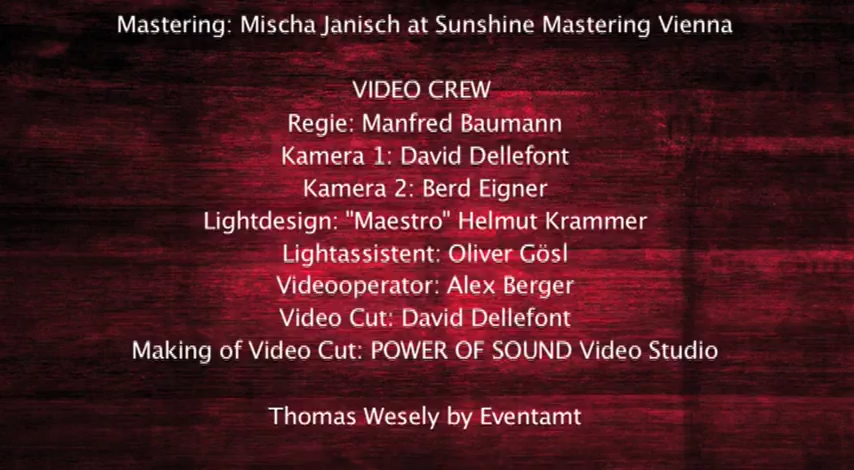 Mastering: Mischa Janisch at Sunshine Mastering Vienna
VIDEO CREW
Regie: Manfred Baumann
Kamera 1: David Dellefont
Kamera 2: Berd Eigner
Lightdesign: "Maestro" Helmut Krammer
Lightassistent: Oliver Gösl
Videooperator: Alex Berger
Video Cut: David Dellefont
Making of Video Cut: POWER OF SOUND Video Studio
Thomas Wesely by Eventamt